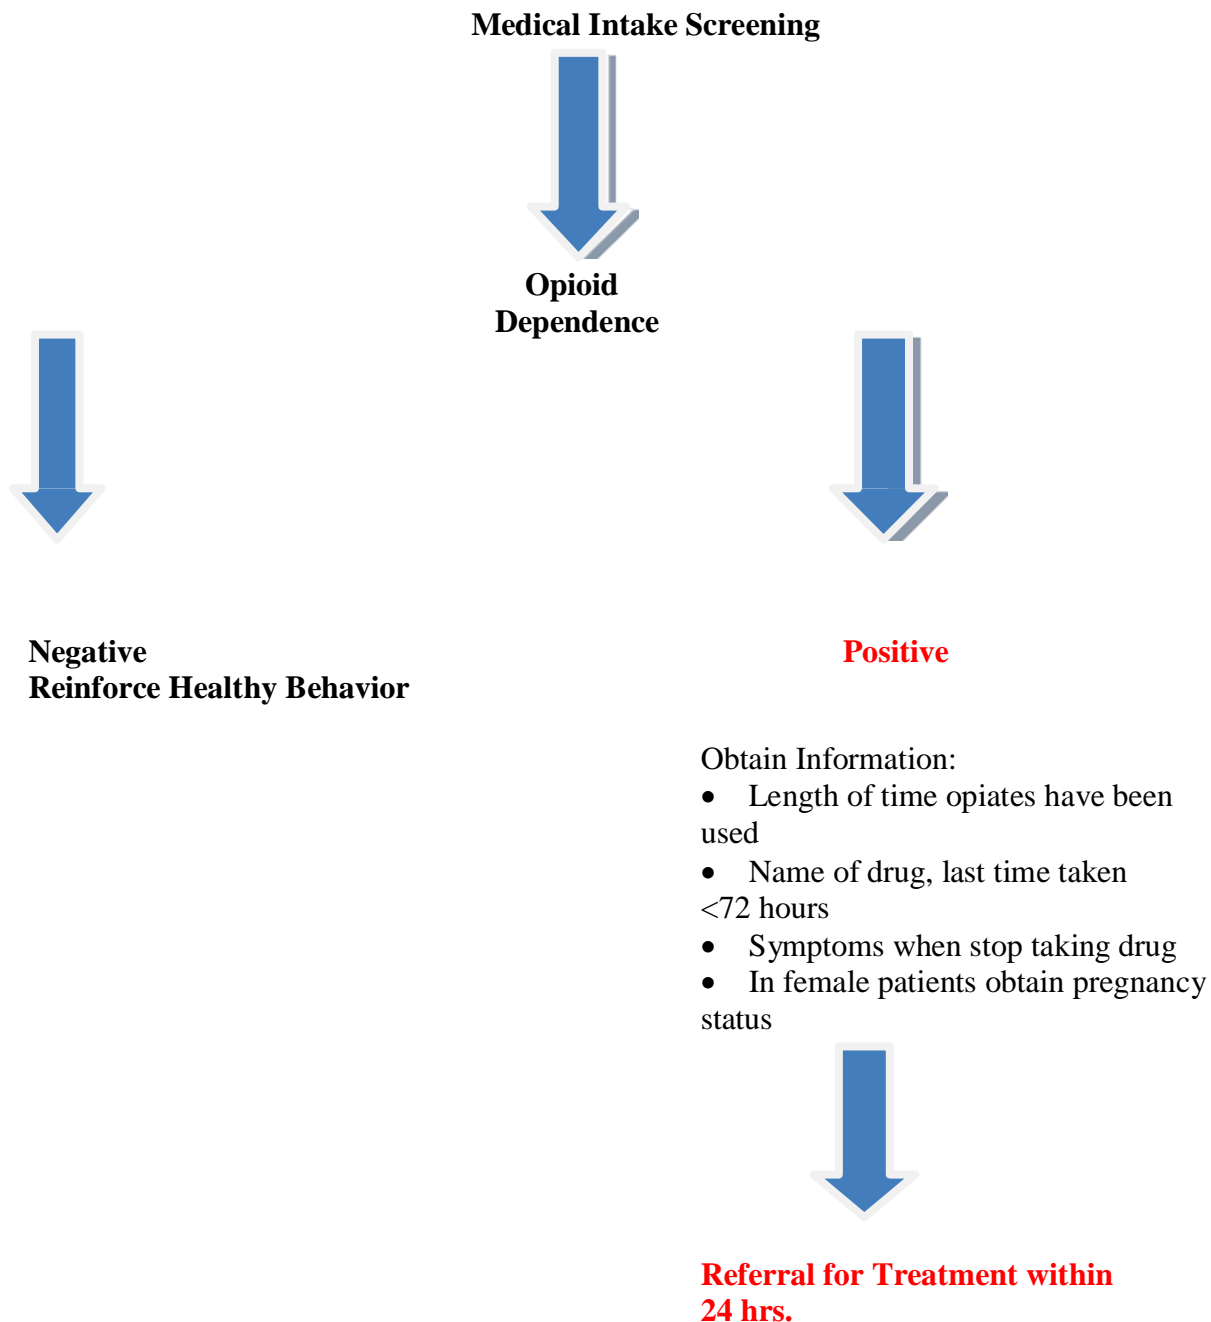 Medical Intake Screening
Opioid
Dependence
Negative
Reinforce Healthy Behavior
Positive
Obtain Information:
• Length of time opiates have been
used
• Name of drug, last time taken
<72 hours
• Symptoms when stop taking drug
• In female patients obtain pregnancy
status
Referral for Treatment within
24 hrs.